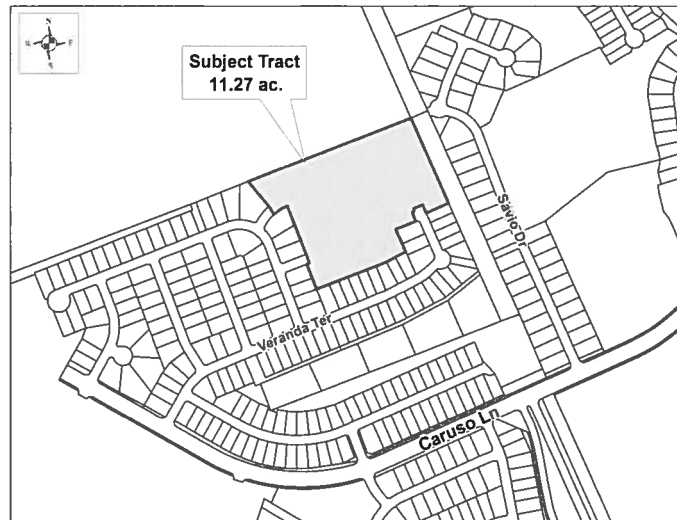 Subject Tract
11.27 ac.
Savio Dr
Veranda Ter
Caruso Ln